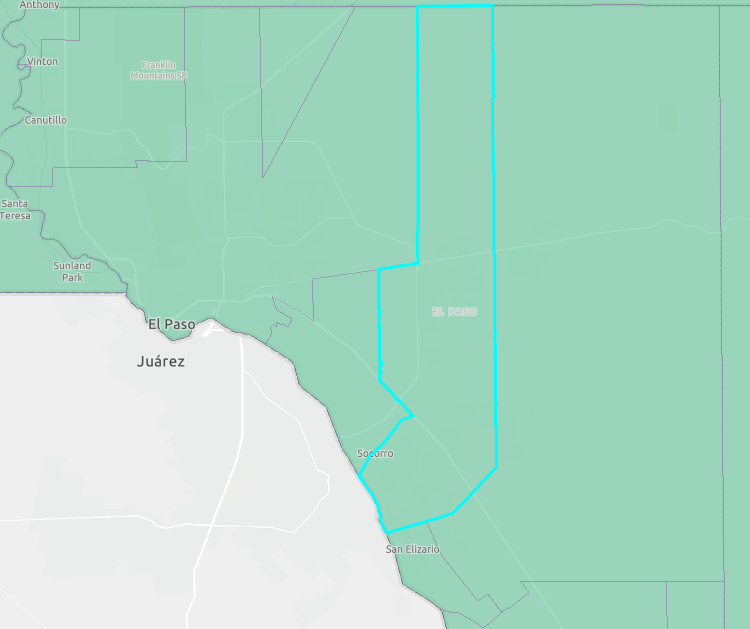 Anthony
Franklin
Mountains SP
Vinton
Canutillo
Santa
Teresa
Sunland
Park
El Paso
EL PASO
Juárez
Socorro
San Elizario